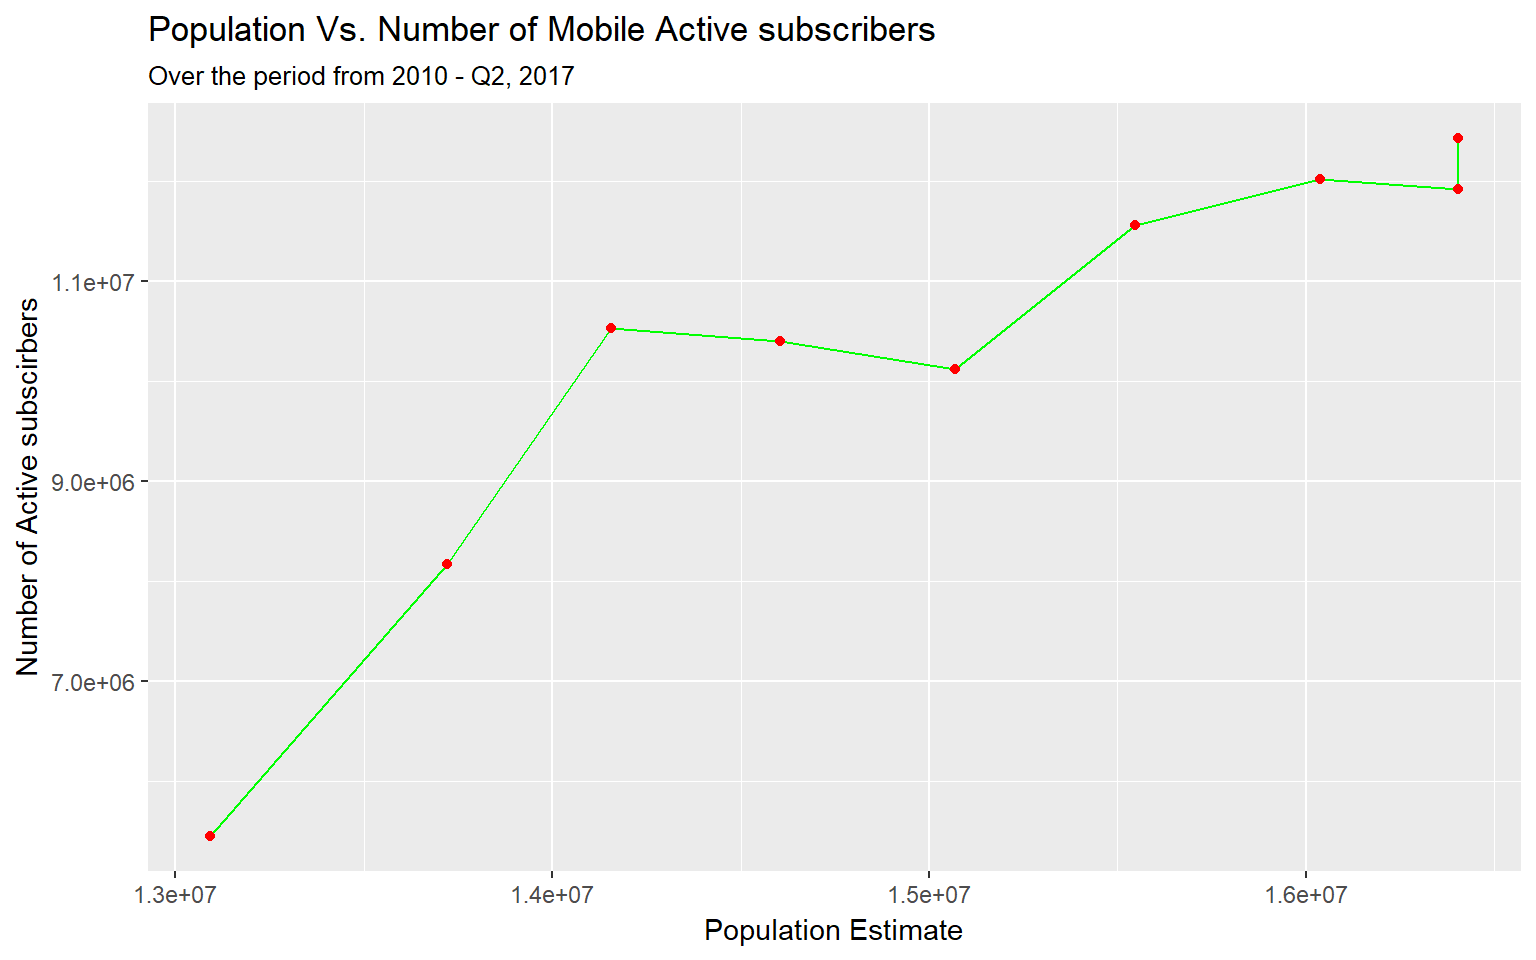 Population Vs. Number of Mobile Active subscribers
Over the period from 2010 - Q2, 2017
Number of Active subscirbers
1.1e+07
9.0e+06
7.0e+06
1.3e+07
1.4e+07
1.5e+07
1.6e+07
Population Estimate